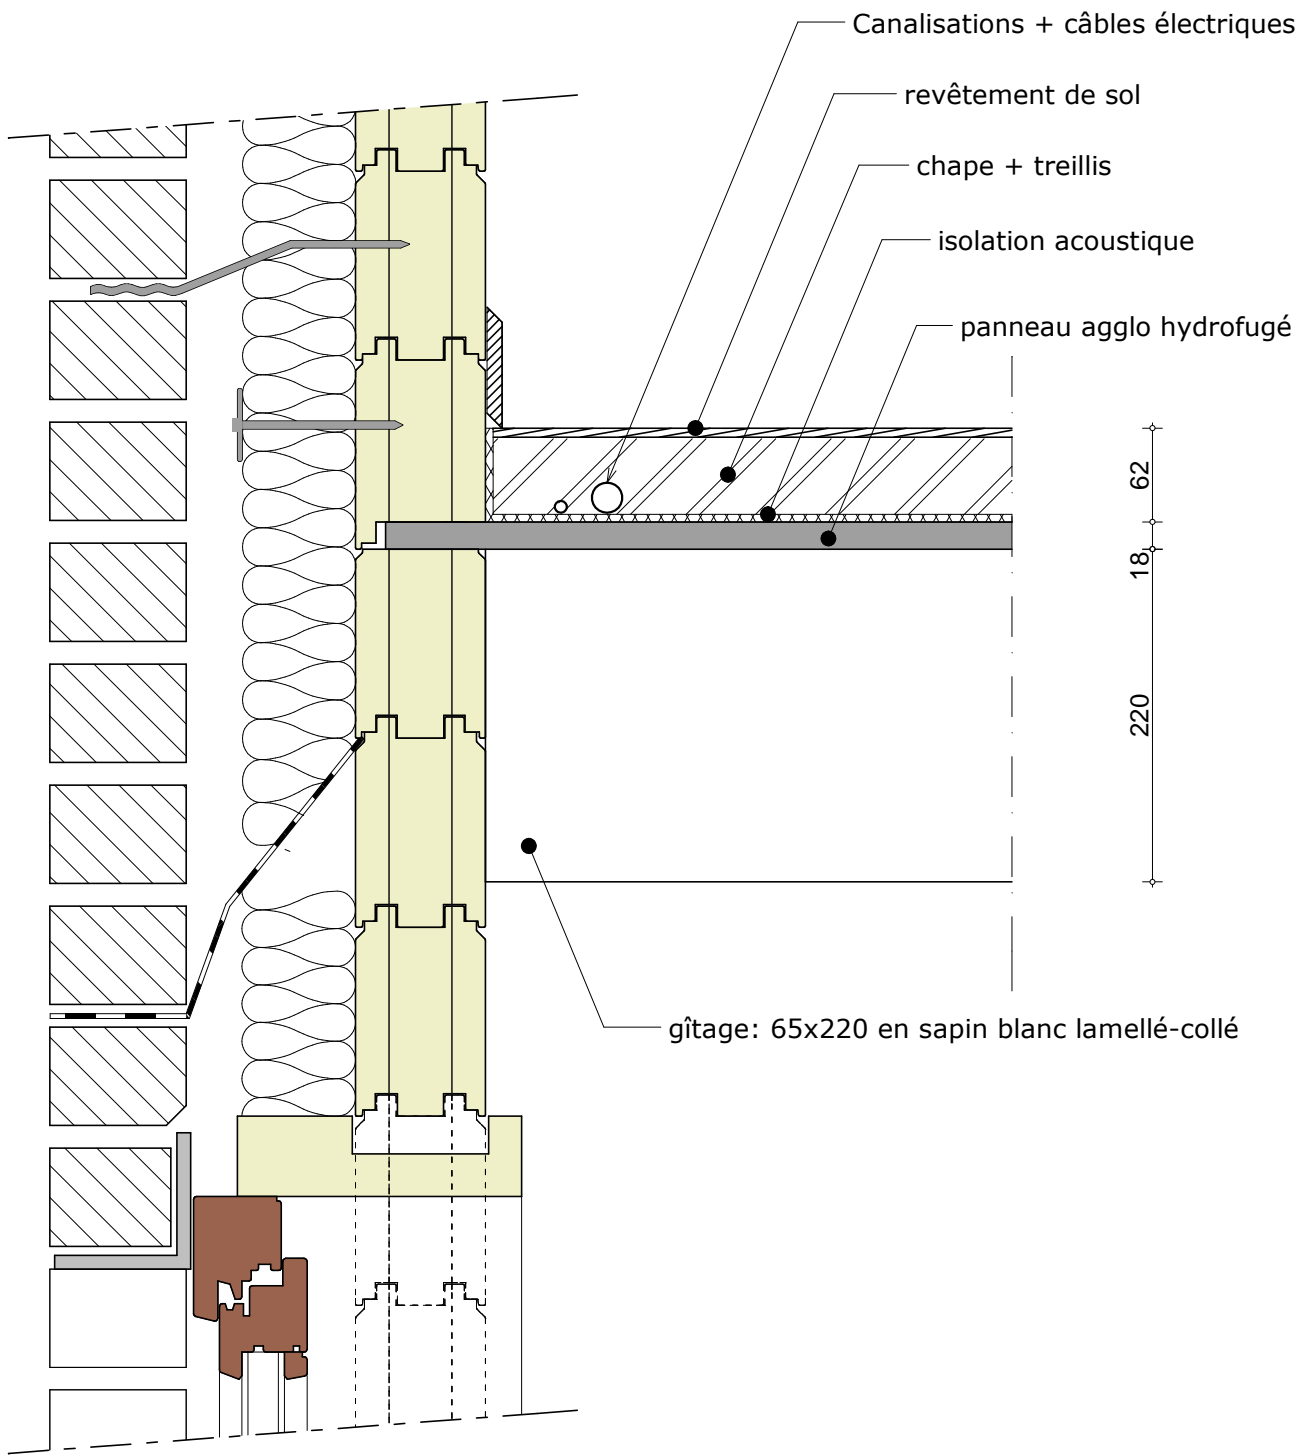 Canalisations + câbles électriques
revêtement de sol
chape + treillis
isolation acoustique
panneau agglo hydrofugé
62
18
220
gîtage: 65x220 en sapin blanc lamellé-collé